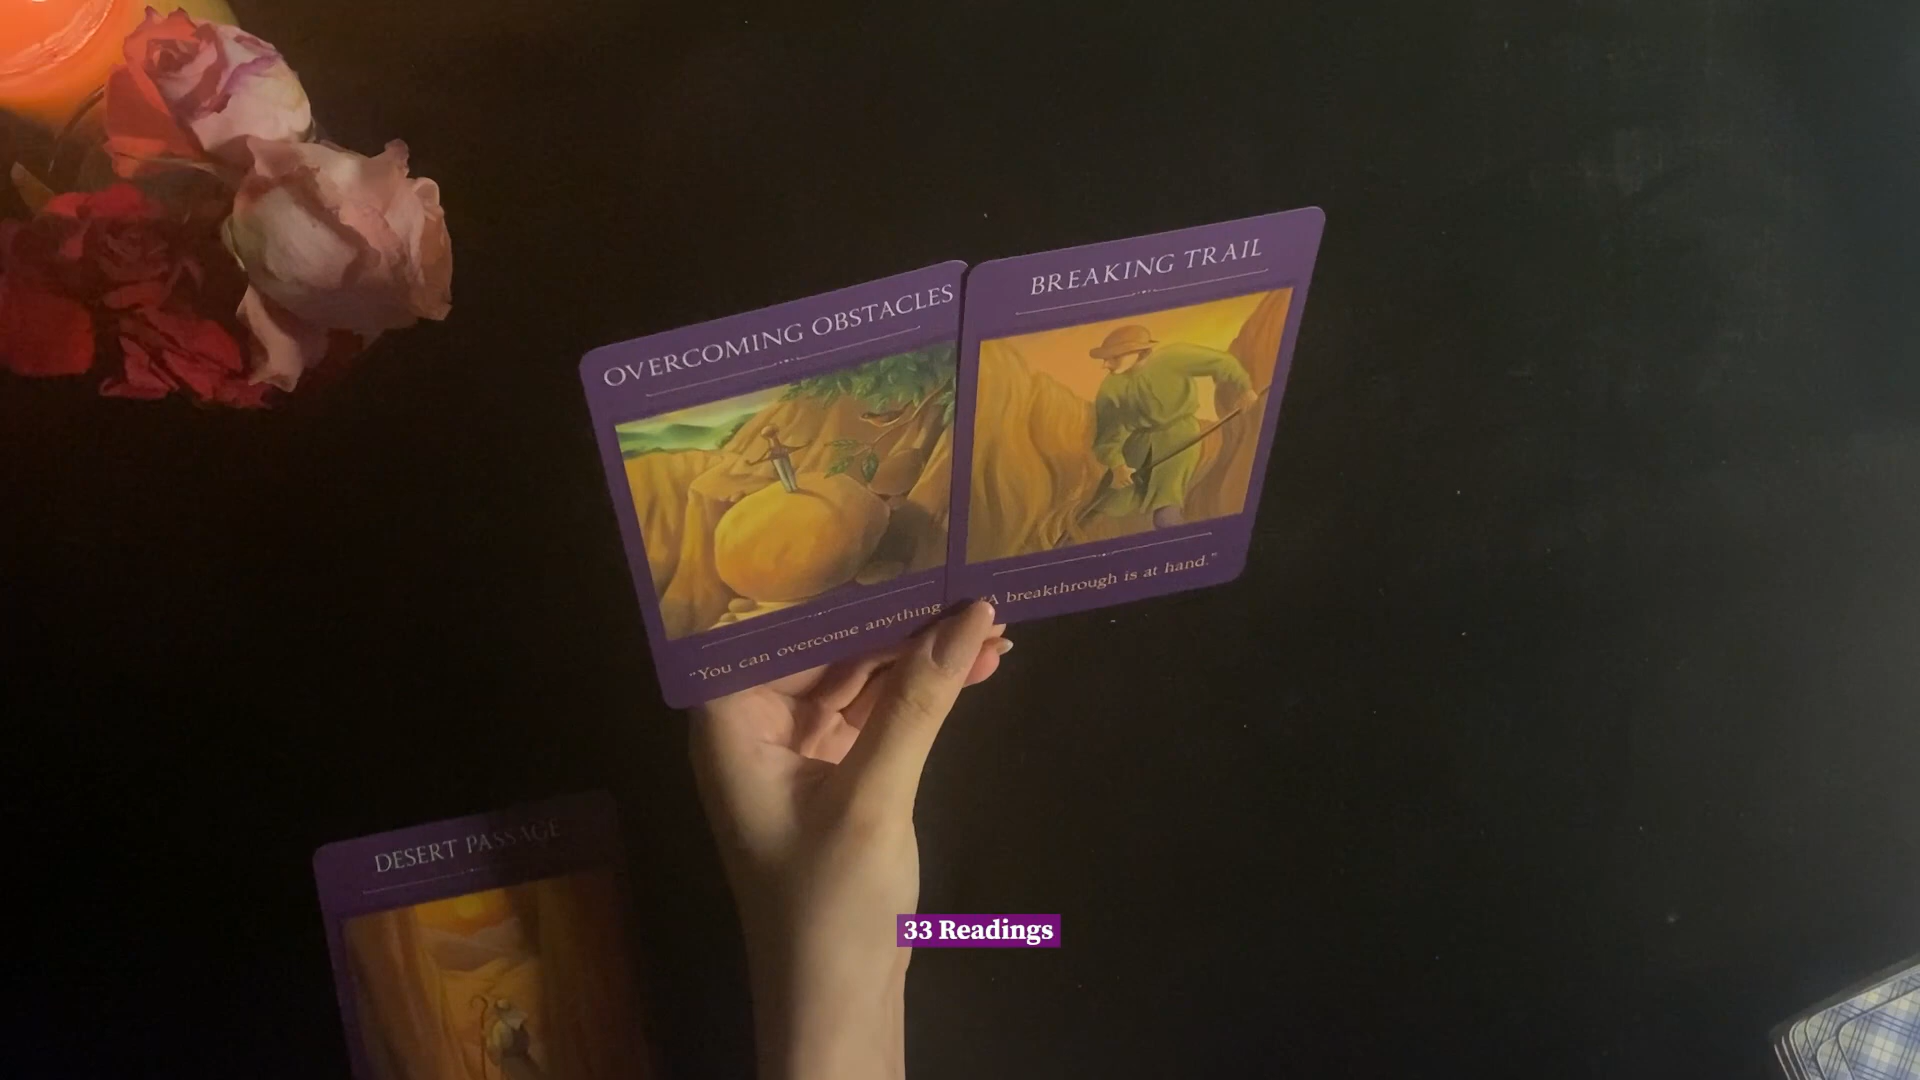 OVERCOMING OBSTACLES
"You can overcome anything
BREAKING TRAIL
"A breakthrough is at hand."
DESERT PASSAGE
33 Readings